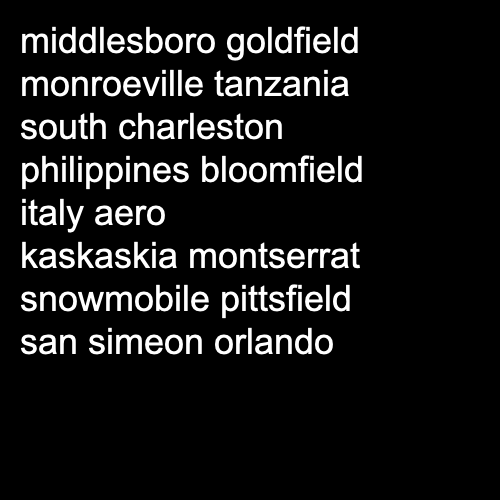 middlesboro goldfield
monroeville tanzania
south charleston
philippines bloomfield
italy aero
kaskaskia montserrat
snowmobile pittsfield
san simeon orlando